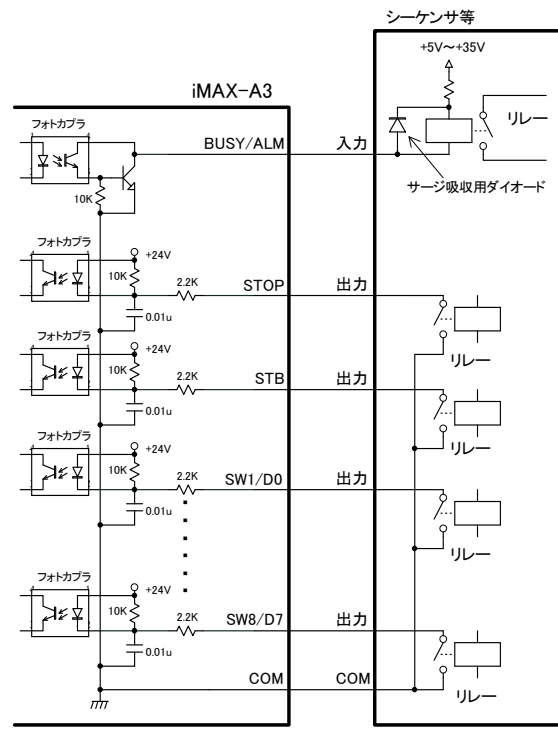 シーケンサ等
+5V～+35V
iMAX-A3
フォトカプラ
BUSY/ALM
入力
リレー
10K
サージ吸収用ダイオード
フォトカプラ
+24V
10K
2.2K
STOP
出力
0.01u
リレー
フォトカプラ
+24V
10K
2.2K
STB
出力
0.01u
リレー
フォトカプラ
+24V
10K
2.2K
SW1/D0
出力
0.01u
リレー
フォトカプラ
+24V
10K
2.2K
SW8/D7
出力
0.01u
COM
COM
リレー